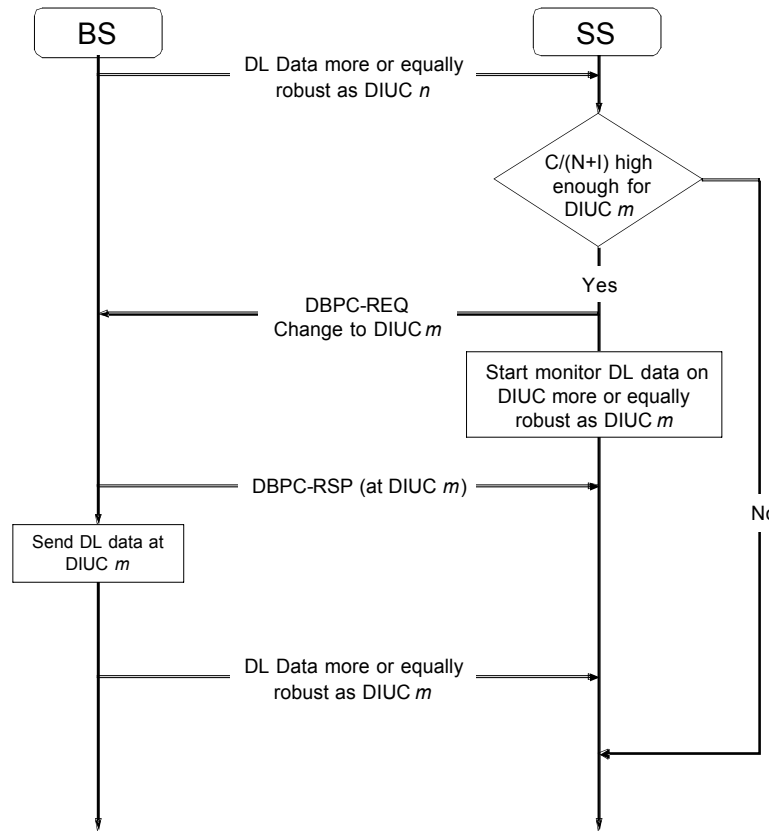 BS
SS
DL Data more or equally
robust as DIUC n
C/(N+I) high
enough for
DIUC m
Yes
DBPC-REQ
Change to DIUC m
Start monitor DL data on
DIUC more or equally
robust as DIUC m
DBPC-RSP (at DIUC m)
No
Send DL data at
DIUC m
DL Data more or equally
robust as DIUC m